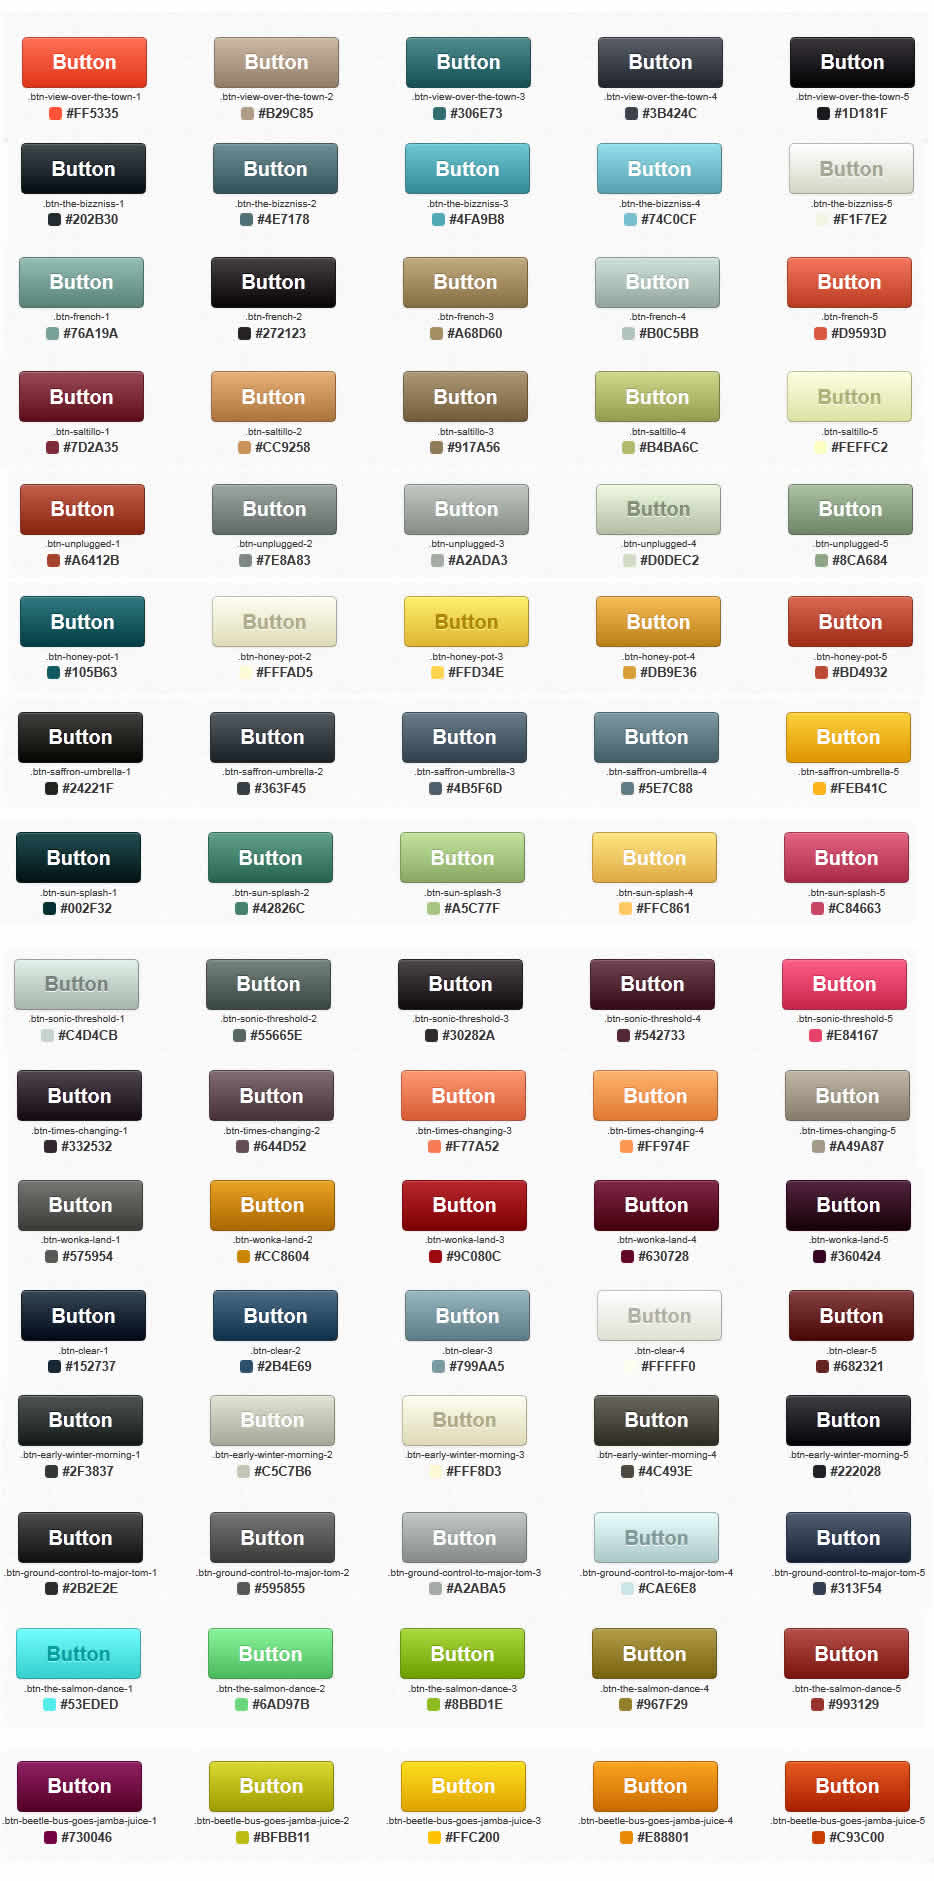 Button Button Button Button Button
.btn-view-over-the-town-1 .btn-view-over-the-town-2 .btn-view-over-the-town-3 .btn-view-over-the-town-4 .btn-view-over-the-town-5
#FF5335 #B29C85 #306E73 #3B424C #1D181F
Button Button Button Button Button
.btn-the-bizzniss-1 .btn-the-bizzniss-2 .btn-the-bizzniss-3 .btn-the-bizzniss-4 .btn-the-bizzniss-5
#202B30 #4E7178 #4FA9B8 #74C0CF #F1F7E2
Button Button Button Button Button
.btn-french-1 .btn-french-2 .btn-french-3 .btn-french-4 .btn-french-5
#76A19A #272123 #A68D60 #B0C5BB #D9593D
Button Button Button Button Button
.btn-saltillo-1 .btn-saltillo-2 .btn-saltillo-3 .btn-saltillo-4 .btn-saltillo-5
#7D2A35 #CC9258 #917A56 #B4BA6C #FEFFC2
Button Button Button Button Button
.btn-unplugged-1 .btn-unplugged-2 .btn-unplugged-3 .btn-unplugged-4 .btn-unplugged-5
#A6412B #7E8A83 #A2ADA3 #D0DEC2 #8CA684
Button Button Button Button Button
.btn-honey-pot-1 .btn-honey-pot-2 .btn-honey-pot-3 .btn-honey-pot-4 .btn-honey-pot-5
#105B63 #FFFAD5 #FFD34E #DB9E36 #BD4932
Button Button Button Button Button
.btn-saffron-umbrella-1 .btn-saffron-umbrella-2 .btn-saffron-umbrella-3 .btn-saffron-umbrella-4 .btn-saffron-umbrella-5
#24221F #363F45 #4B5F6D #5E7C88 #FEB41C
Button Button Button Button Button
.btn-sun-splash-1 .btn-sun-splash-2 .btn-sun-splash-3 .btn-sun-splash-4 .btn-sun-splash-5
#002F32 #42826C #A5C77F #FFC861 #C84663
Button Button Button Button Button
.btn-sonic-threshold-1 .btn-sonic-threshold-2 .btn-sonic-threshold-3 .btn-sonic-threshold-4 .btn-sonic-threshold-5
#C4D4CB #55665E #30282A #542733 #E84167
Button Button Button Button Button
.btn-times-changing-1 .btn-times-changing-2 .btn-times-changing-3 .btn-times-changing-4 .btn-times-changing-5
#332532 #644D52 #F77A52 #FF974F #A49A87
Button Button Button Button Button
.btn-wonka-land-1 .btn-wonka-land-2 .btn-wonka-land-3 .btn-wonka-land-4 .btn-wonka-land-5
#575954 #CC8604 #9C080C #630728 #360424
Button Button Button Button Button
.btn-clear-1 .btn-clear-2 .btn-clear-3 .btn-clear-4 .btn-clear-5
#152737 #2B4E69 #799AA5 #FFFFF0 #682321
Button Button Button Button Button
.btn-early-winter-morning-1 .btn-early-winter-morning-2 .btn-early-winter-morning-3 .btn-early-winter-morning-4 .btn-early-winter-morning-5
#2F3837 #C5C7B6 #FFF8D3 #4C493E #222028
Button Button Button Button Button
.btn-ground-control-to-major-tom-1 .btn-ground-control-to-major-tom-2 .btn-ground-control-to-major-tom-3 .btn-ground-control-to-major-tom-4 .btn-ground-control-to-major-tom-5
#2B2E2E #595855 #A2ABA5 #CAE6E8 #313F54
Button Button Button Button Button
.btn-the-salmon-dance-1 .btn-the-salmon-dance-2 .btn-the-salmon-dance-3 .btn-the-salmon-dance-4 .btn-the-salmon-dance-5
#53EDED #6AD97B #8BBD1E #967F29 #993129
Button Button Button Button Button
.btn-beetle-bus-goes-jamba-juice-1 .btn-beetle-bus-goes-jamba-juice-2 .btn-beetle-bus-goes-jamba-juice-3 .btn-beetle-bus-goes-jamba-juice-4 .btn-beetle-bus-goes-jamba-juice-5
#730046 #BFBB11 #FFC200 #E88801 #C93C00